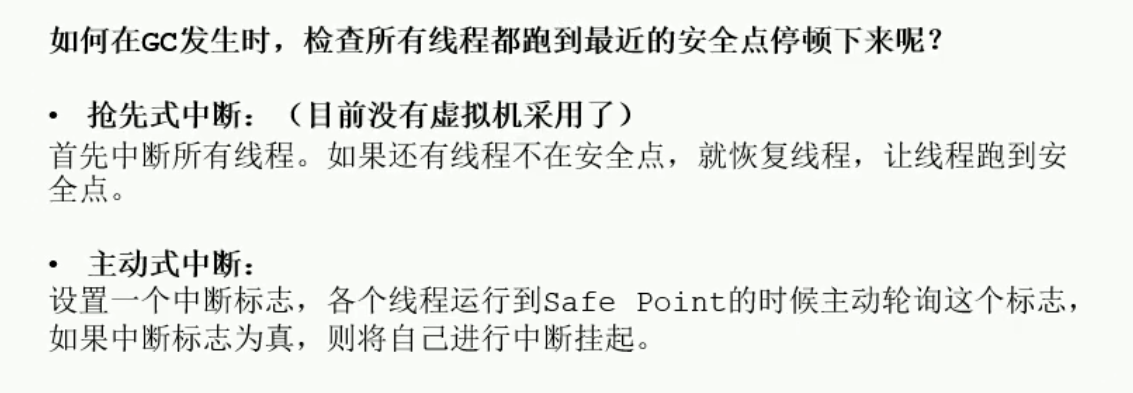 如何在GC发生时，检查所有线程都跑到最近的安全点停顿下来呢？
• 抢先式中断：（目前没有虚拟机采用了）
首先中断所有线程。如果还有线程不在安全点，就恢复线程，让线程跑到安
全点。
• 主动式中断：
设置一个中断标志，各个线程运行到Safe Point的时候主动轮询这个标志，
如果中断标志为真，则将自己进行中断挂起。